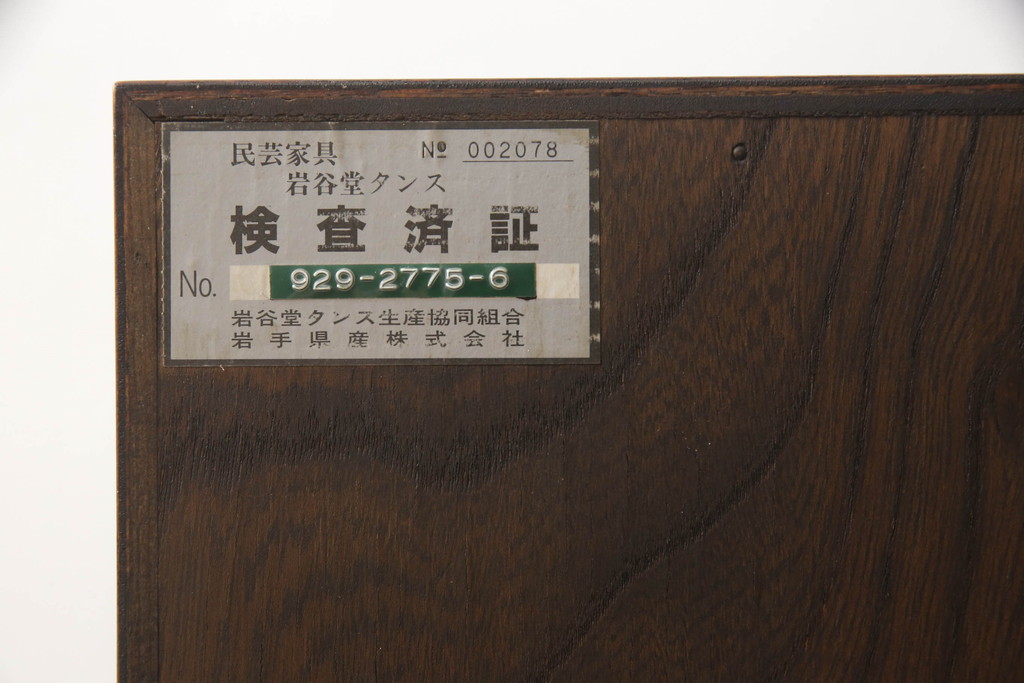 民芸家具 № 002078
岩谷堂タンス
検査済証
No. 929-2775-6
岩谷堂タンス生産協同組合
岩手県産株式会社